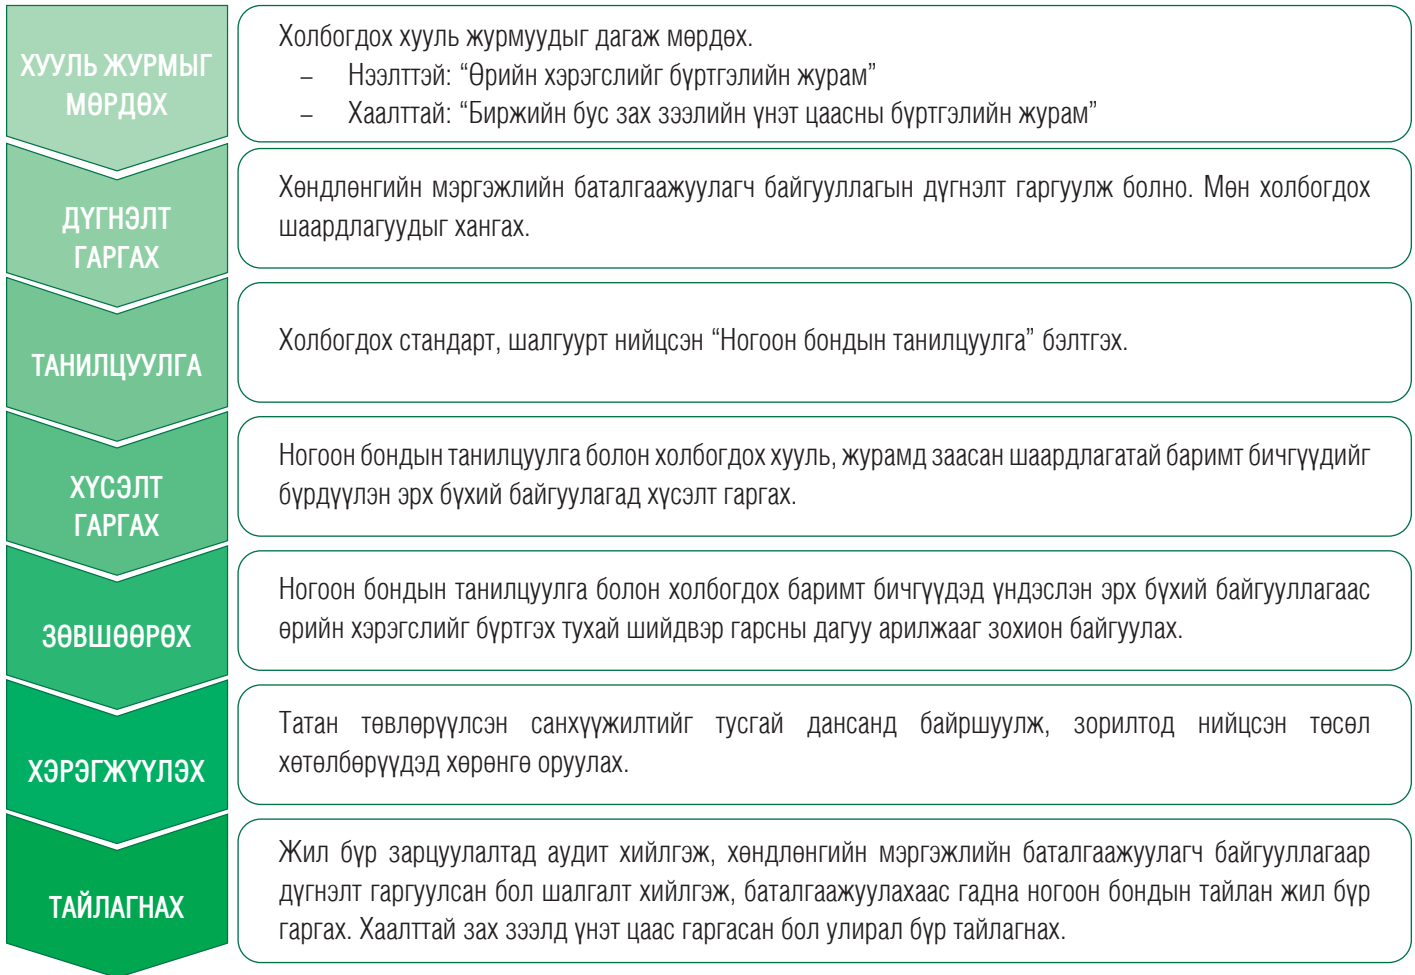 ХУУЛЬ ЖУРМЫГ
МӨРДӨХ
Холбогдох хууль журмуудыг дагаж мөрдөх.
– Нээлттэй: “Өрийн хэрэгслийг бүртгэлийн журам”
– Хаалттай: “Биржийн бус зах зээлийн үнэт цаасны бүртгэлийн журам”
ДҮГНЭЛТ
ГАРГАХ
Хөндлөнгийн мэргэжлийн баталгаажуулагч байгууллагын дүгнэлт гаргуулж болно. Мөн холбогдох
шаардлагуудыг хангах.
ТАНИЛЦУУЛГА
Холбогдох стандарт, шалгуурт нийцсэн “Ногоон бондын танилцуулга” бэлтгэх.
ХҮСЭЛТ
ГАРГАХ
Ногоон бондын танилцуулга болон холбогдох хууль, журамд заасан шаардлагатай баримт бичгүүдийг
бүрдүүлэн эрх бүхий байгуулагад хүсэлт гаргах.
ЗӨВШӨӨРӨХ
Ногоон бондын танилцуулга болон холбогдох баримт бичгүүдэд үндэслэн эрх бүхий байгууллагаас
өрийн хэрэгслийг бүртгэх тухай шийдвэр гарсны дагуу арилжааг зохион байгуулах.
ХЭРЭГЖҮҮЛЭХ
Татан төвлөрүүлсэн санхүүжилтийг тусгай дансанд байршуулж, зорилтод нийцсэн төсөл
хөтөлбөрүүдэд хөрөнгө оруулах.
ТАЙЛАГНАХ
Жил бүр зарцуулалтад аудит хийлгэж, хөндлөнгийн мэргэжлийн баталгаажуулагч байгууллагаар
дүгнэлт гаргуулсан бол шалгалт хийлгэж, баталгаажуулахаас гадна ногоон бондын тайлан жил бүр
гаргах. Хаалттай зах зээлд үнэт цаас гаргасан бол улирал бүр тайлагнах.